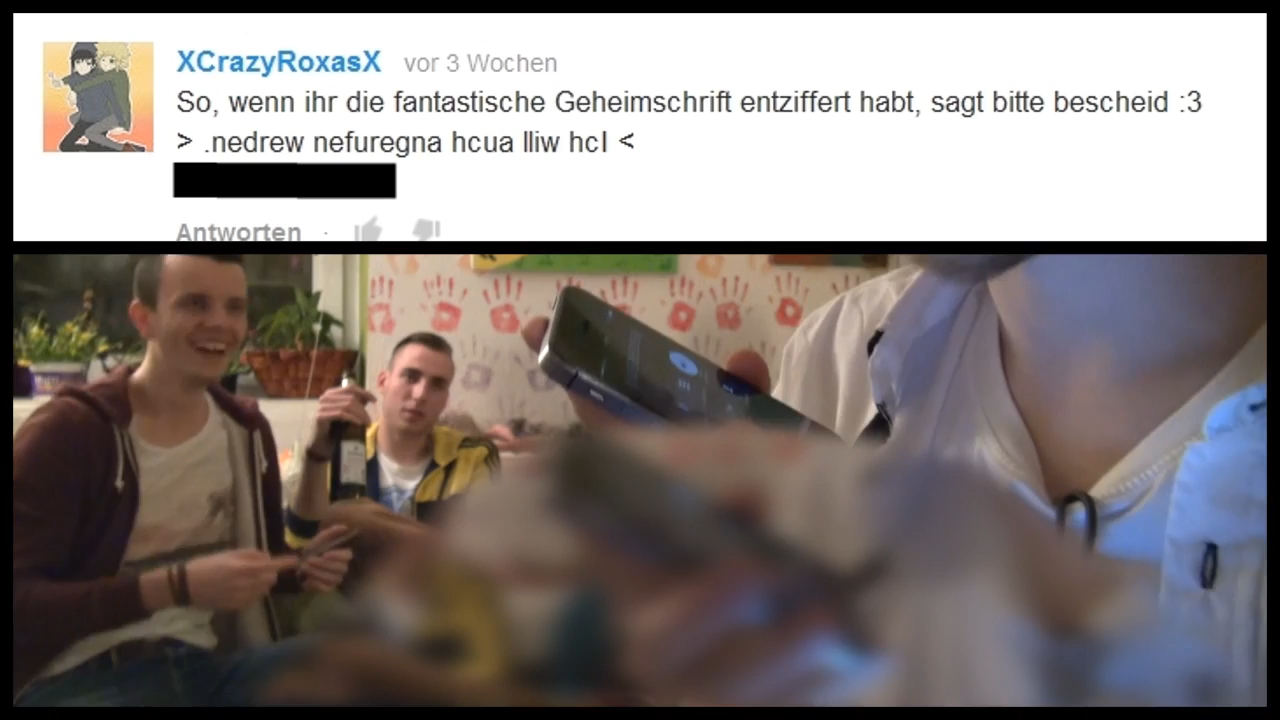 XCrazyRoxasX vor 3 Wochen
So, wenn ihr die fantastische Geheimschrift entziffert habt, sagt bitte bescheid :3
> .nedrew nefuregna hcua lliw hcI <
Antworten ·